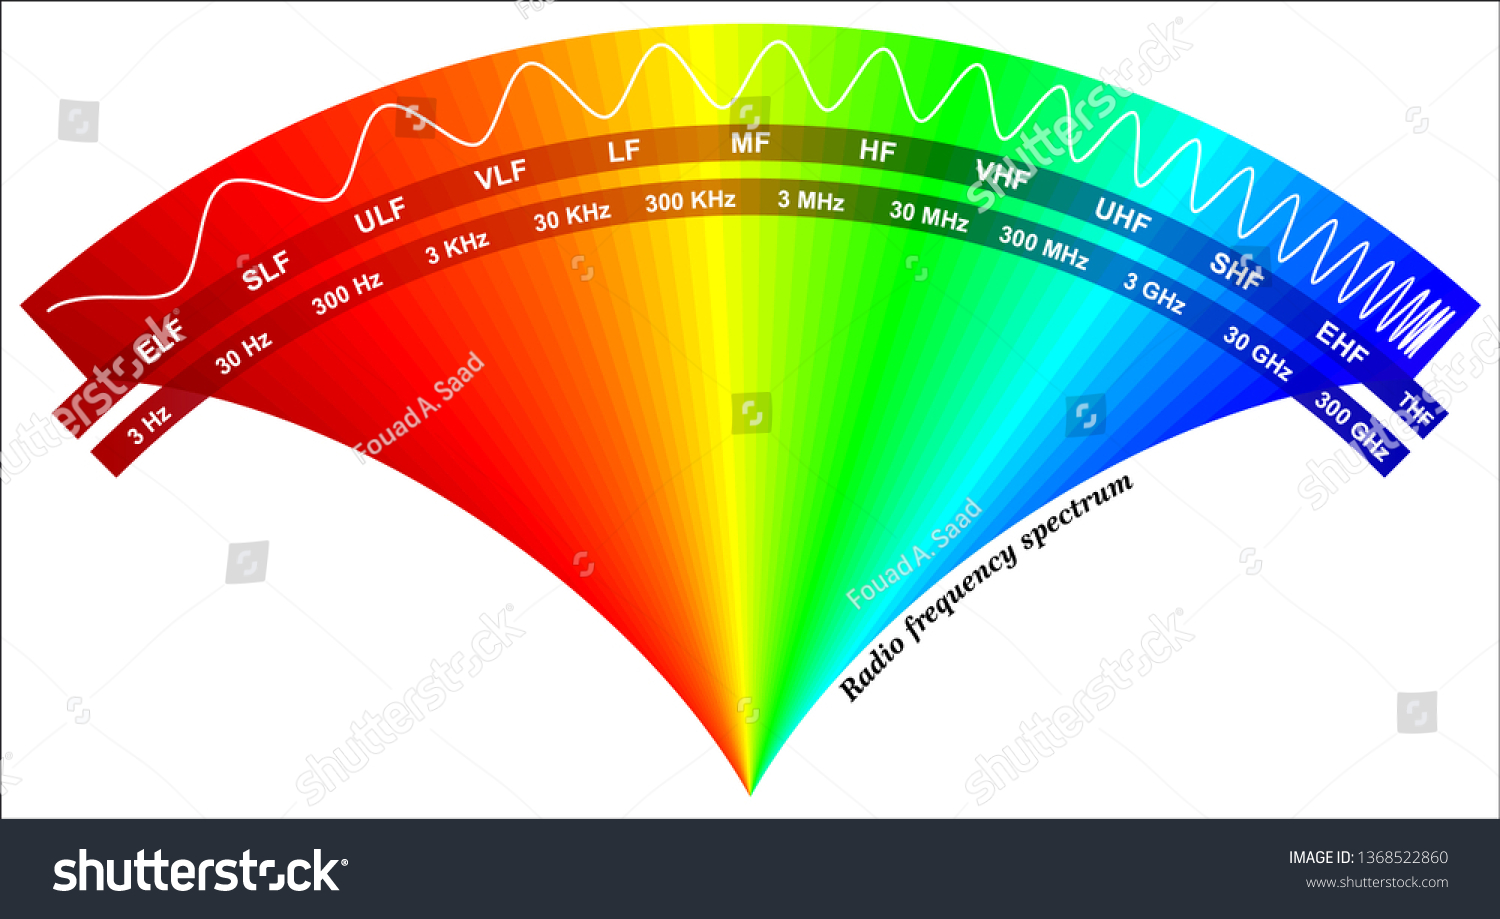 ELF SLF ULF VLF LF MF HF VHF UHF SHF EHF THF
3 Hz 30 Hz 300 Hz 3 KHz 30 KHz 300 KHz 3 MHz 30 MHz 300 MHz 3 GHz 30 GHz 300 GHz
Radio frequency spectrum
shutterstock
shutterstock
shutterstock
shutterstock
shutterstock
Fouad A. Saad
Fouad A. Saad
shutterstock
IMAGE ID: 1368522860
www.shutterstock.com